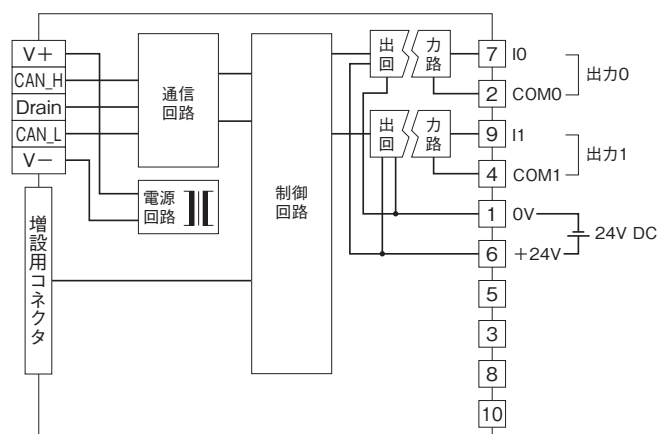 V+
CAN_H
Drain
CAN_L
V−
増設用コネクタ
通信
回路
電源
回路
制御
回路
出 力
回 路
出 力
回 路
7 I0
2 COM0
出力0
9 I1
4 COM1
出力1
1 0V
6 +24V
24V DC
5
3
8
10